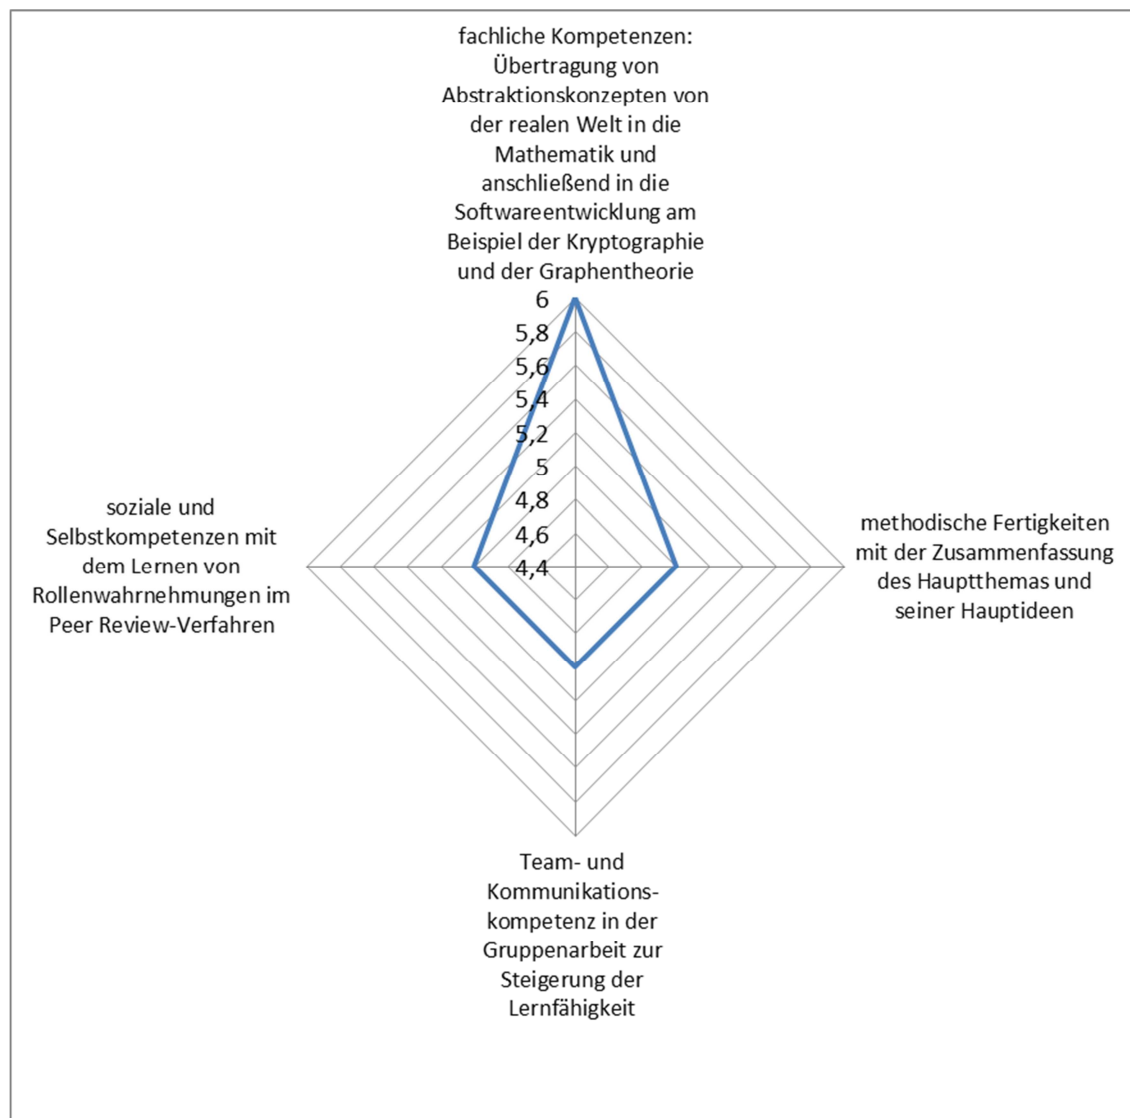 fachliche Kompetenzen:
Übertragung von
Abstraktionskonzepten von
der realen Welt in die
Mathematik und
anschließend in die
Softwareentwicklung am
Beispiel der Kryptographie
und der Graphentheorie
6
5,8
5,6
5,4
5,2
5
4,8
4,6
4,4
soziale und
Selbstkompetenzen mit
dem Lernen von
Rollenwahrnehmungen im
Peer Review-Verfahren
methodische Fertigkeiten
mit der Zusammenfassung
des Hauptthemas und
seiner Hauptideen
Team- und
Kommunikations-
kompetenz in der
Gruppenarbeit zur
Steigerung der
Lernfähigkeit